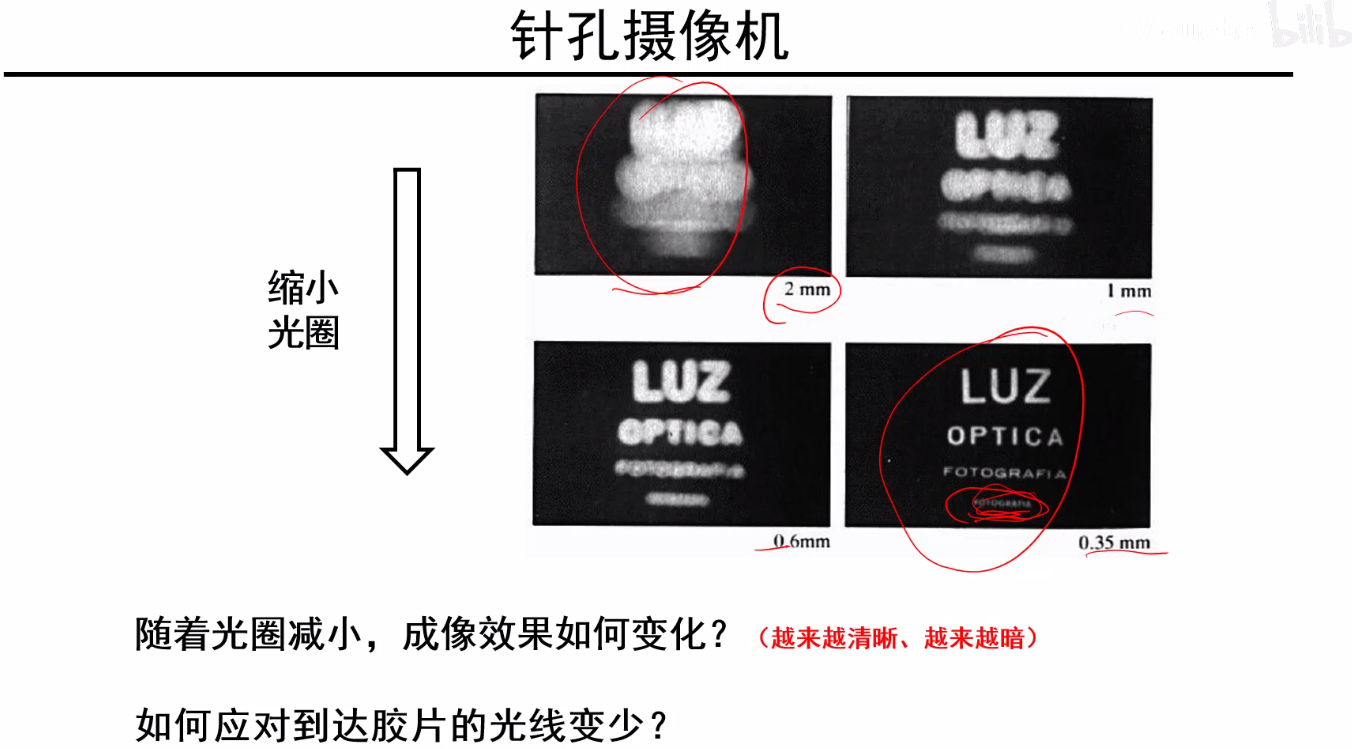 针孔摄像机
bilib
LUZ
2 mm
1 mm
缩小
光圈
LUZ
OPTICA
0.6mm
LUZ
OPTICA
FOTOGRAFIA
FOTOGRAFIA
0.35 mm
随着光圈减小，成像效果如何变化？（越来越清晰、越来越暗）
如何应对到达胶片的光线变少？